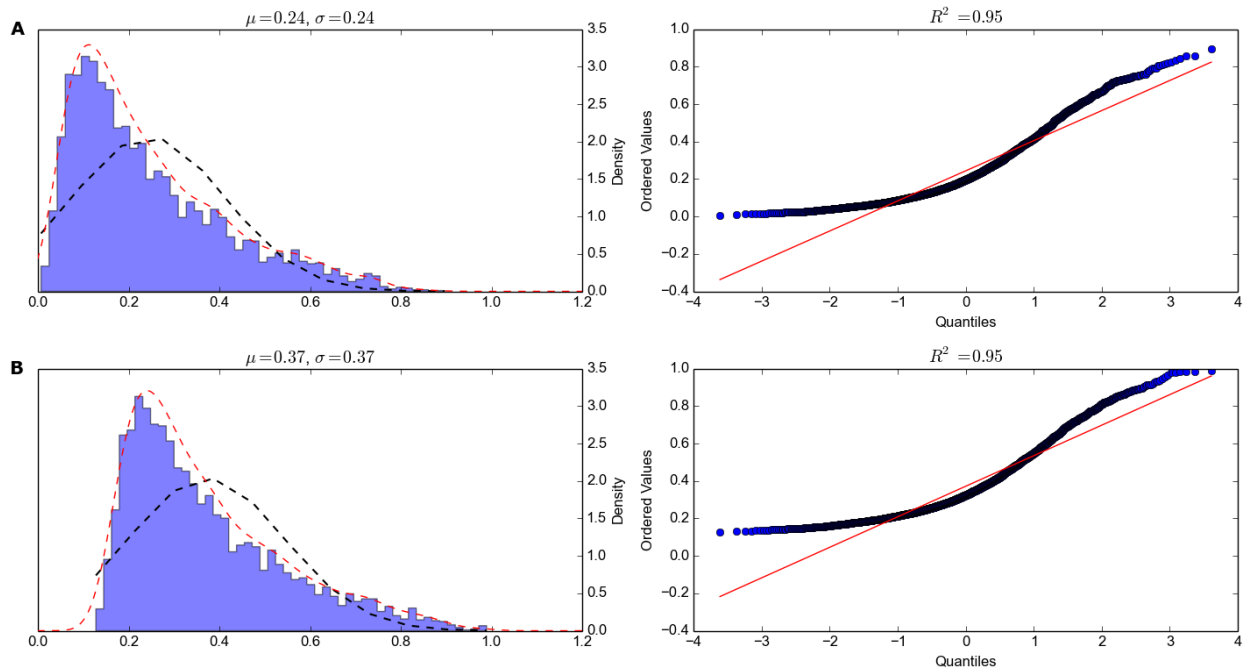 A
μ=0.24, σ=0.24
3.5
3.0
2.5
2.0
1.5
1.0
0.5
0.0
Density
0.0 0.2 0.4 0.6 0.8 1.0 1.2
R² =0.95
1.0
0.8
0.6
0.4
0.2
0.0
−0.2
−0.4
Ordered Values
−4 −3 −2 −1 0 1 2 3 4
Quantiles
B
μ=0.37, σ=0.37
3.5
3.0
2.5
2.0
1.5
1.0
0.5
0.0
Density
0.0 0.2 0.4 0.6 0.8 1.0 1.2
R² =0.95
1.0
0.8
0.6
0.4
0.2
0.0
−0.2
−0.4
Ordered Values
−4 −3 −2 −1 0 1 2 3 4
Quantiles